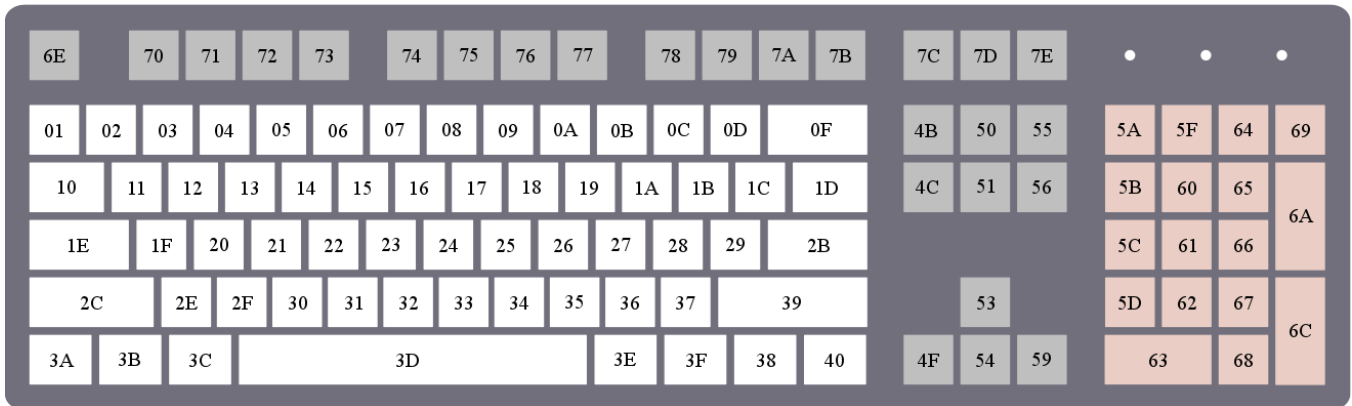 6E 70 71 72 73 74 75 76 77 78 79 7A 7B 7C 7D 7E
01 02 03 04 05 06 07 08 09 0A 0B 0C 0D 0F 4B 50 55 5A 5F 64 69
10 11 12 13 14 15 16 17 18 19 1A 1B 1C 1D 4C 51 56 5B 60 65 6A
1E 1F 20 21 22 23 24 25 26 27 28 29 2B 5C 61 66
2C 2E 2F 30 31 32 33 34 35 36 37 39 53 5D 62 67 6C
3A 3B 3C 3D 3E 3F 38 40 4F 54 59 63 68